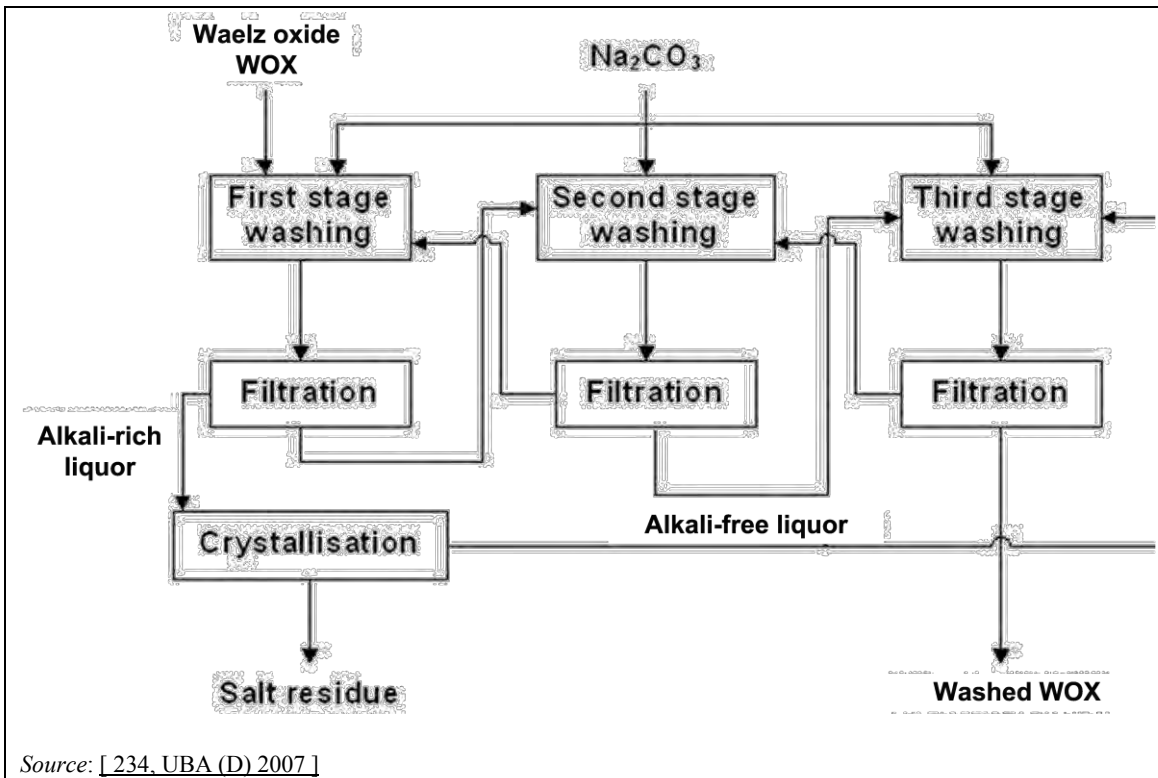 Waelz oxide
WOX
Na₂CO₃
First stage
washing
Second stage
washing
Third stage
washing
Filtration
Filtration
Filtration
Alkali-rich
liquor
Alkali-free liquor
Crystallisation
Salt residue
Washed WOX
Source: [ 234, UBA (D) 2007 ]